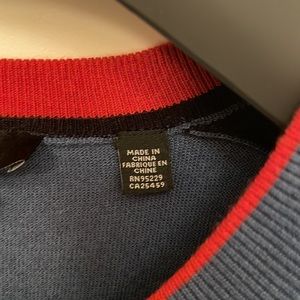 MADE IN
CHINA
FABRIQUE EN
CHINE
RN95229
CA25459